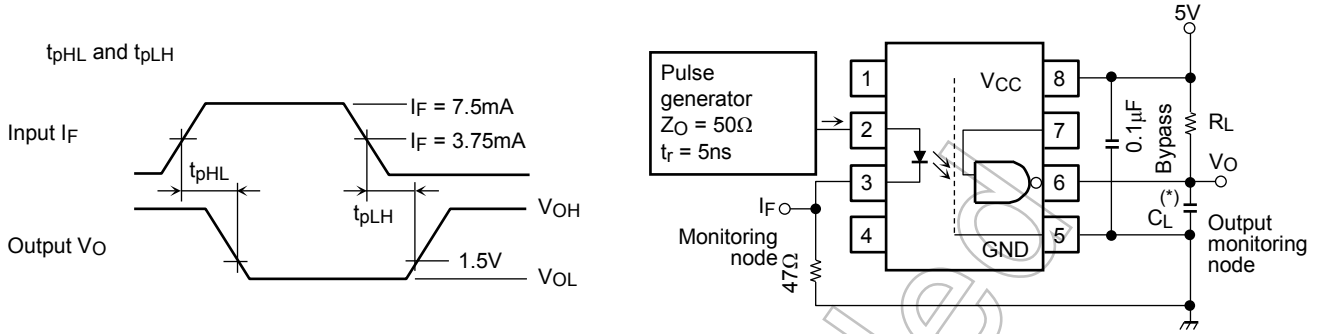 tpHL and tpLH
Input IF
IF = 7.5mA
IF = 3.75mA
tpHL
tpLH
Output VO
VOH
1.5V
VOL
Pulse
generator
ZO = 50Ω
tr = 5ns
IF
Monitoring
node
47Ω
1
2
3
4
VCC
GND
8
7
6
5
5V
0.1μF
Bypass
RL
VO
(*)
CL
Output
monitoring
node